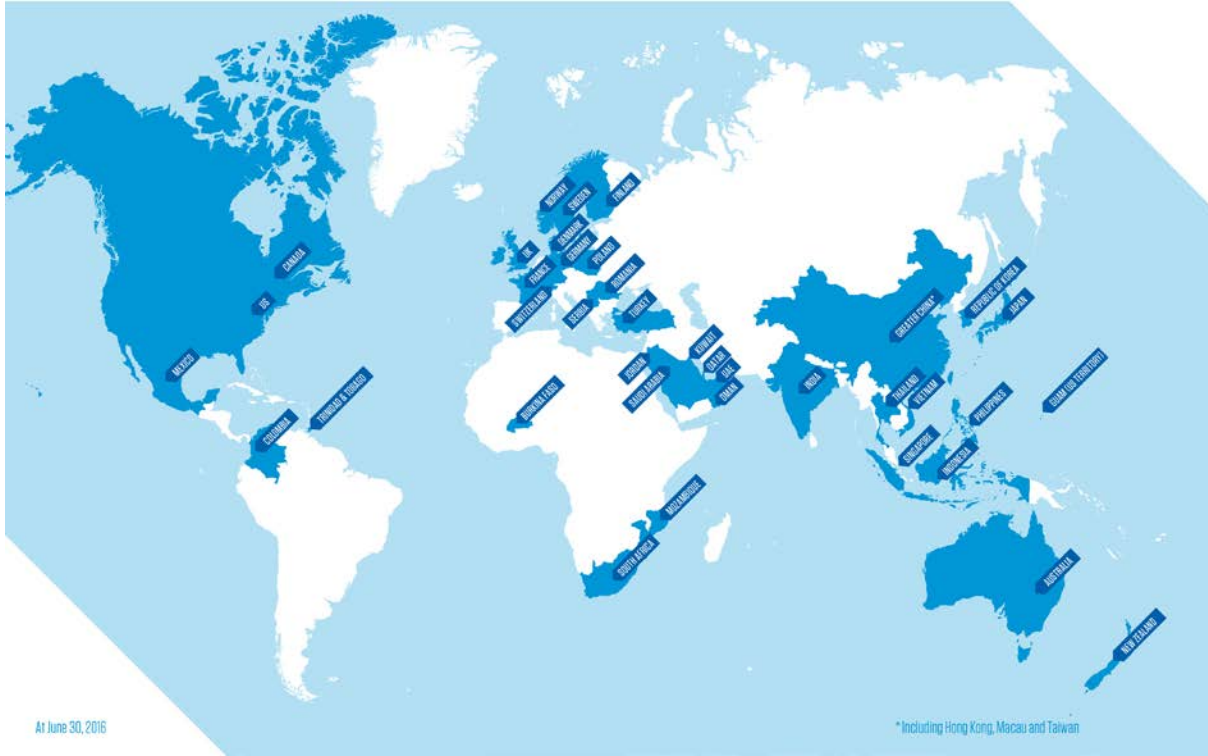 NORWAY
SWEDEN
FINLAND
DENMARK
UK
GERMANY
POLAND
CANADA
FRANCE
ROMANIA
US
SWITZERLAND
SERBIA
TURKEY
GREATER CHINA*
REPUBLIC OF KOREA
JAPAN
MEXICO
TRINIDAD & TOBAGO
COLOMBIA
BURKINA FASO
JORDAN
KUWAIT
QATAR
UAE
SAUDI ARABIA
OMAN
INDIA
THAILAND
VIETNAM
PHILIPPINES
GUAM (US TERRITORY)
SINGAPORE
INDONESIA
MOZAMBIQUE
SOUTH AFRICA
AUSTRALIA
NEW ZEALAND
At June 30, 2016
* Including Hong Kong, Macau and Taiwan